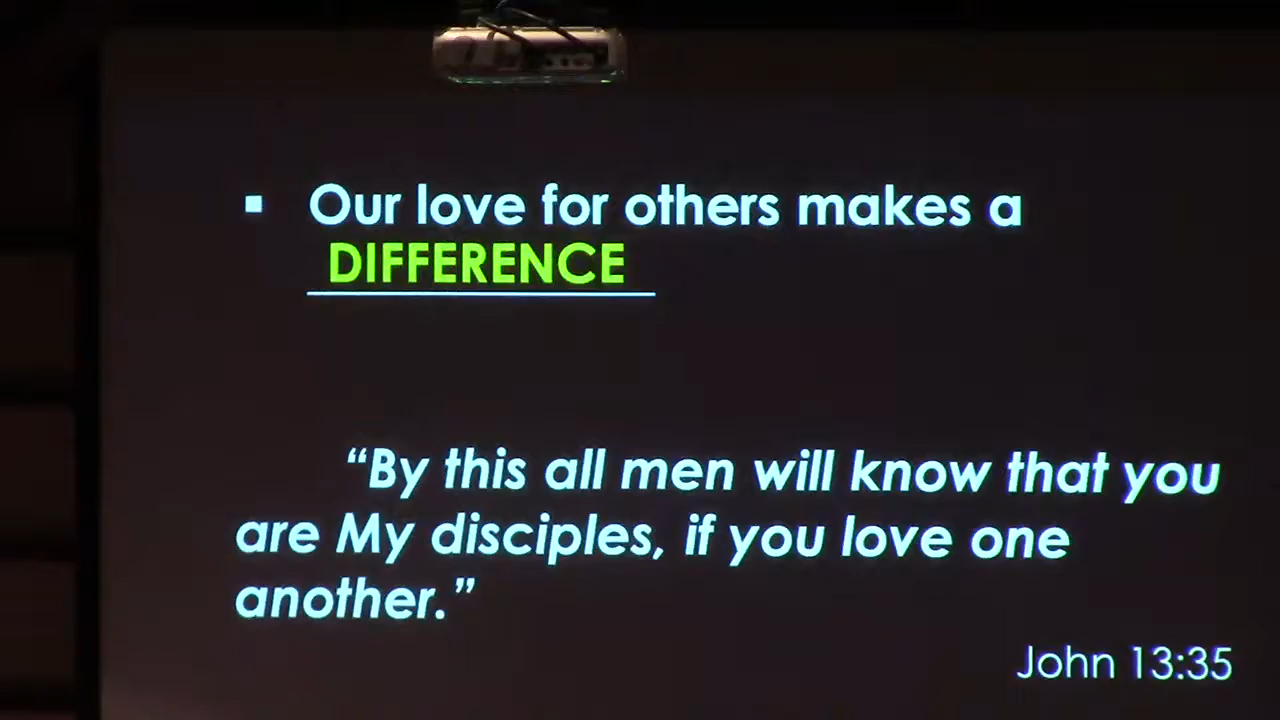 ▪ Our love for others makes a
DIFFERENCE
“By this all men will know that you
are My disciples, if you love one
another.”
John 13:35